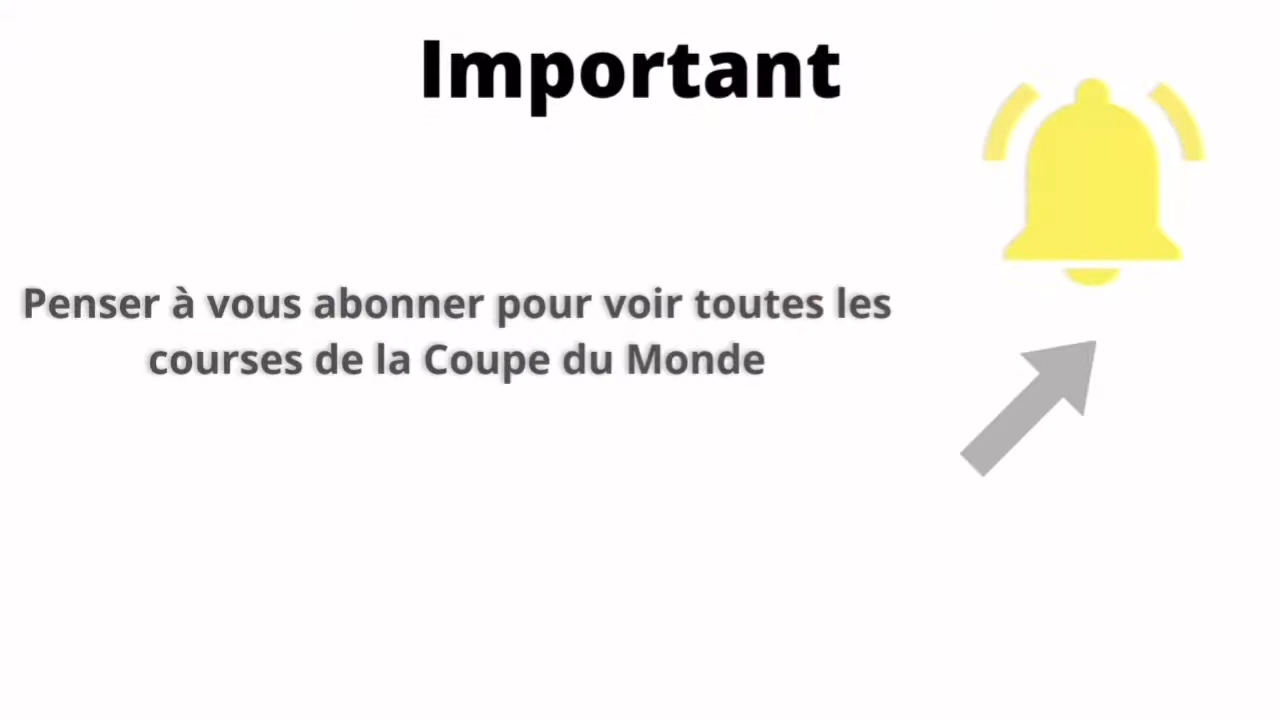 Important
Penser à vous abonner pour voir toutes les
courses de la Coupe du Monde